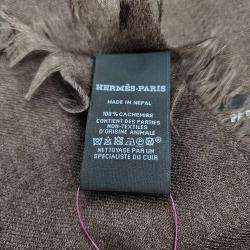 HERMÈS-PARIS
MADE IN NEPAL
100% CACHEMIRE
CONTIENT DES PARTIES
NON-TEXTILES
D'ORIGINE ANIMALE
NETTOYAGE PAR UN
SPECIALISTE DU CUIR